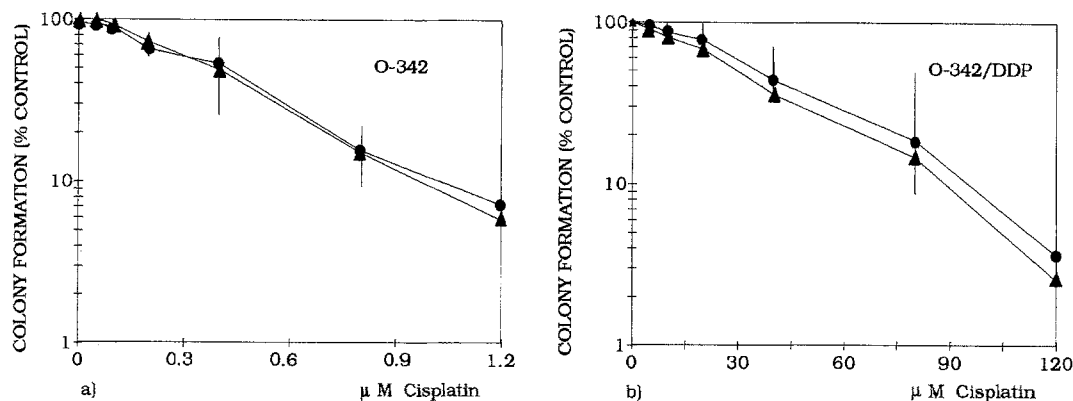 COLONY FORMATION (% CONTROL)
100
10
1
O-342
0 0.3 0.6 0.9 1.2
a) µ M Cisplatin
COLONY FORMATION (% CONTROL)
100
10
1
O-342/DDP
0 30 60 90 120
b) µ M Cisplatin